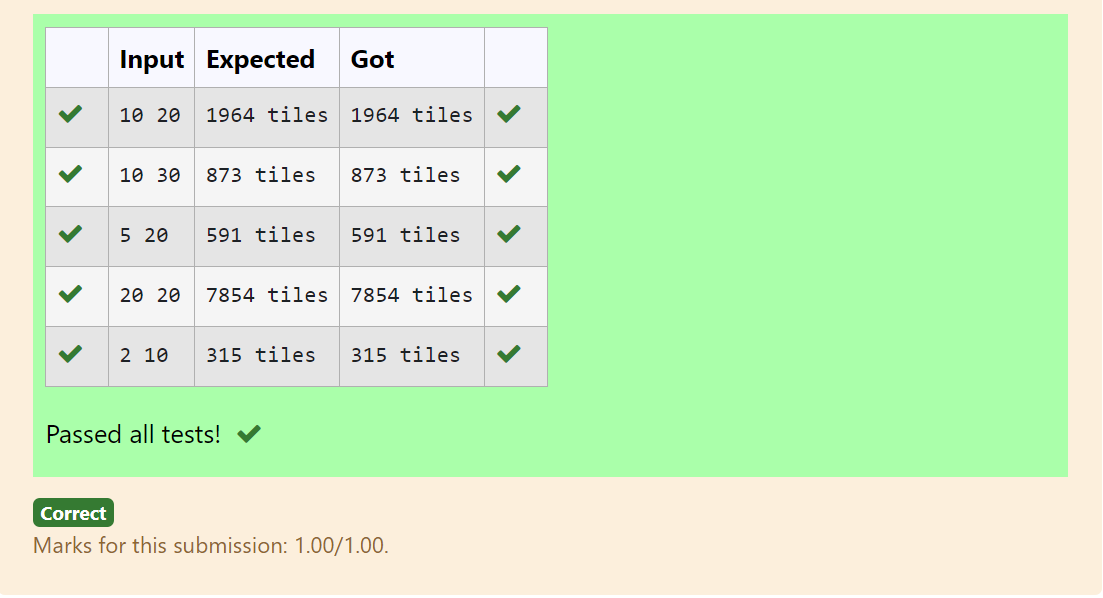 Input Expected Got
10 20 1964 tiles 1964 tiles
10 30 873 tiles 873 tiles
5 20 591 tiles 591 tiles
20 20 7854 tiles 7854 tiles
2 10 315 tiles 315 tiles
Passed all tests!
Correct
Marks for this submission: 1.00/1.00.